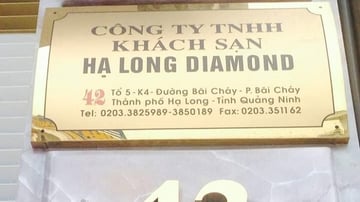 CÔNG TY TNHH
KHÁCH SẠN
HẠ LONG DIAMOND
42 Tổ 5 - K4 - Đường Bãi Cháy - P. Bãi Cháy
Thành phố Hạ Long - Tỉnh Quảng Ninh
Tel: 0203.3825989-3850189 Fax: 0203.351162
42